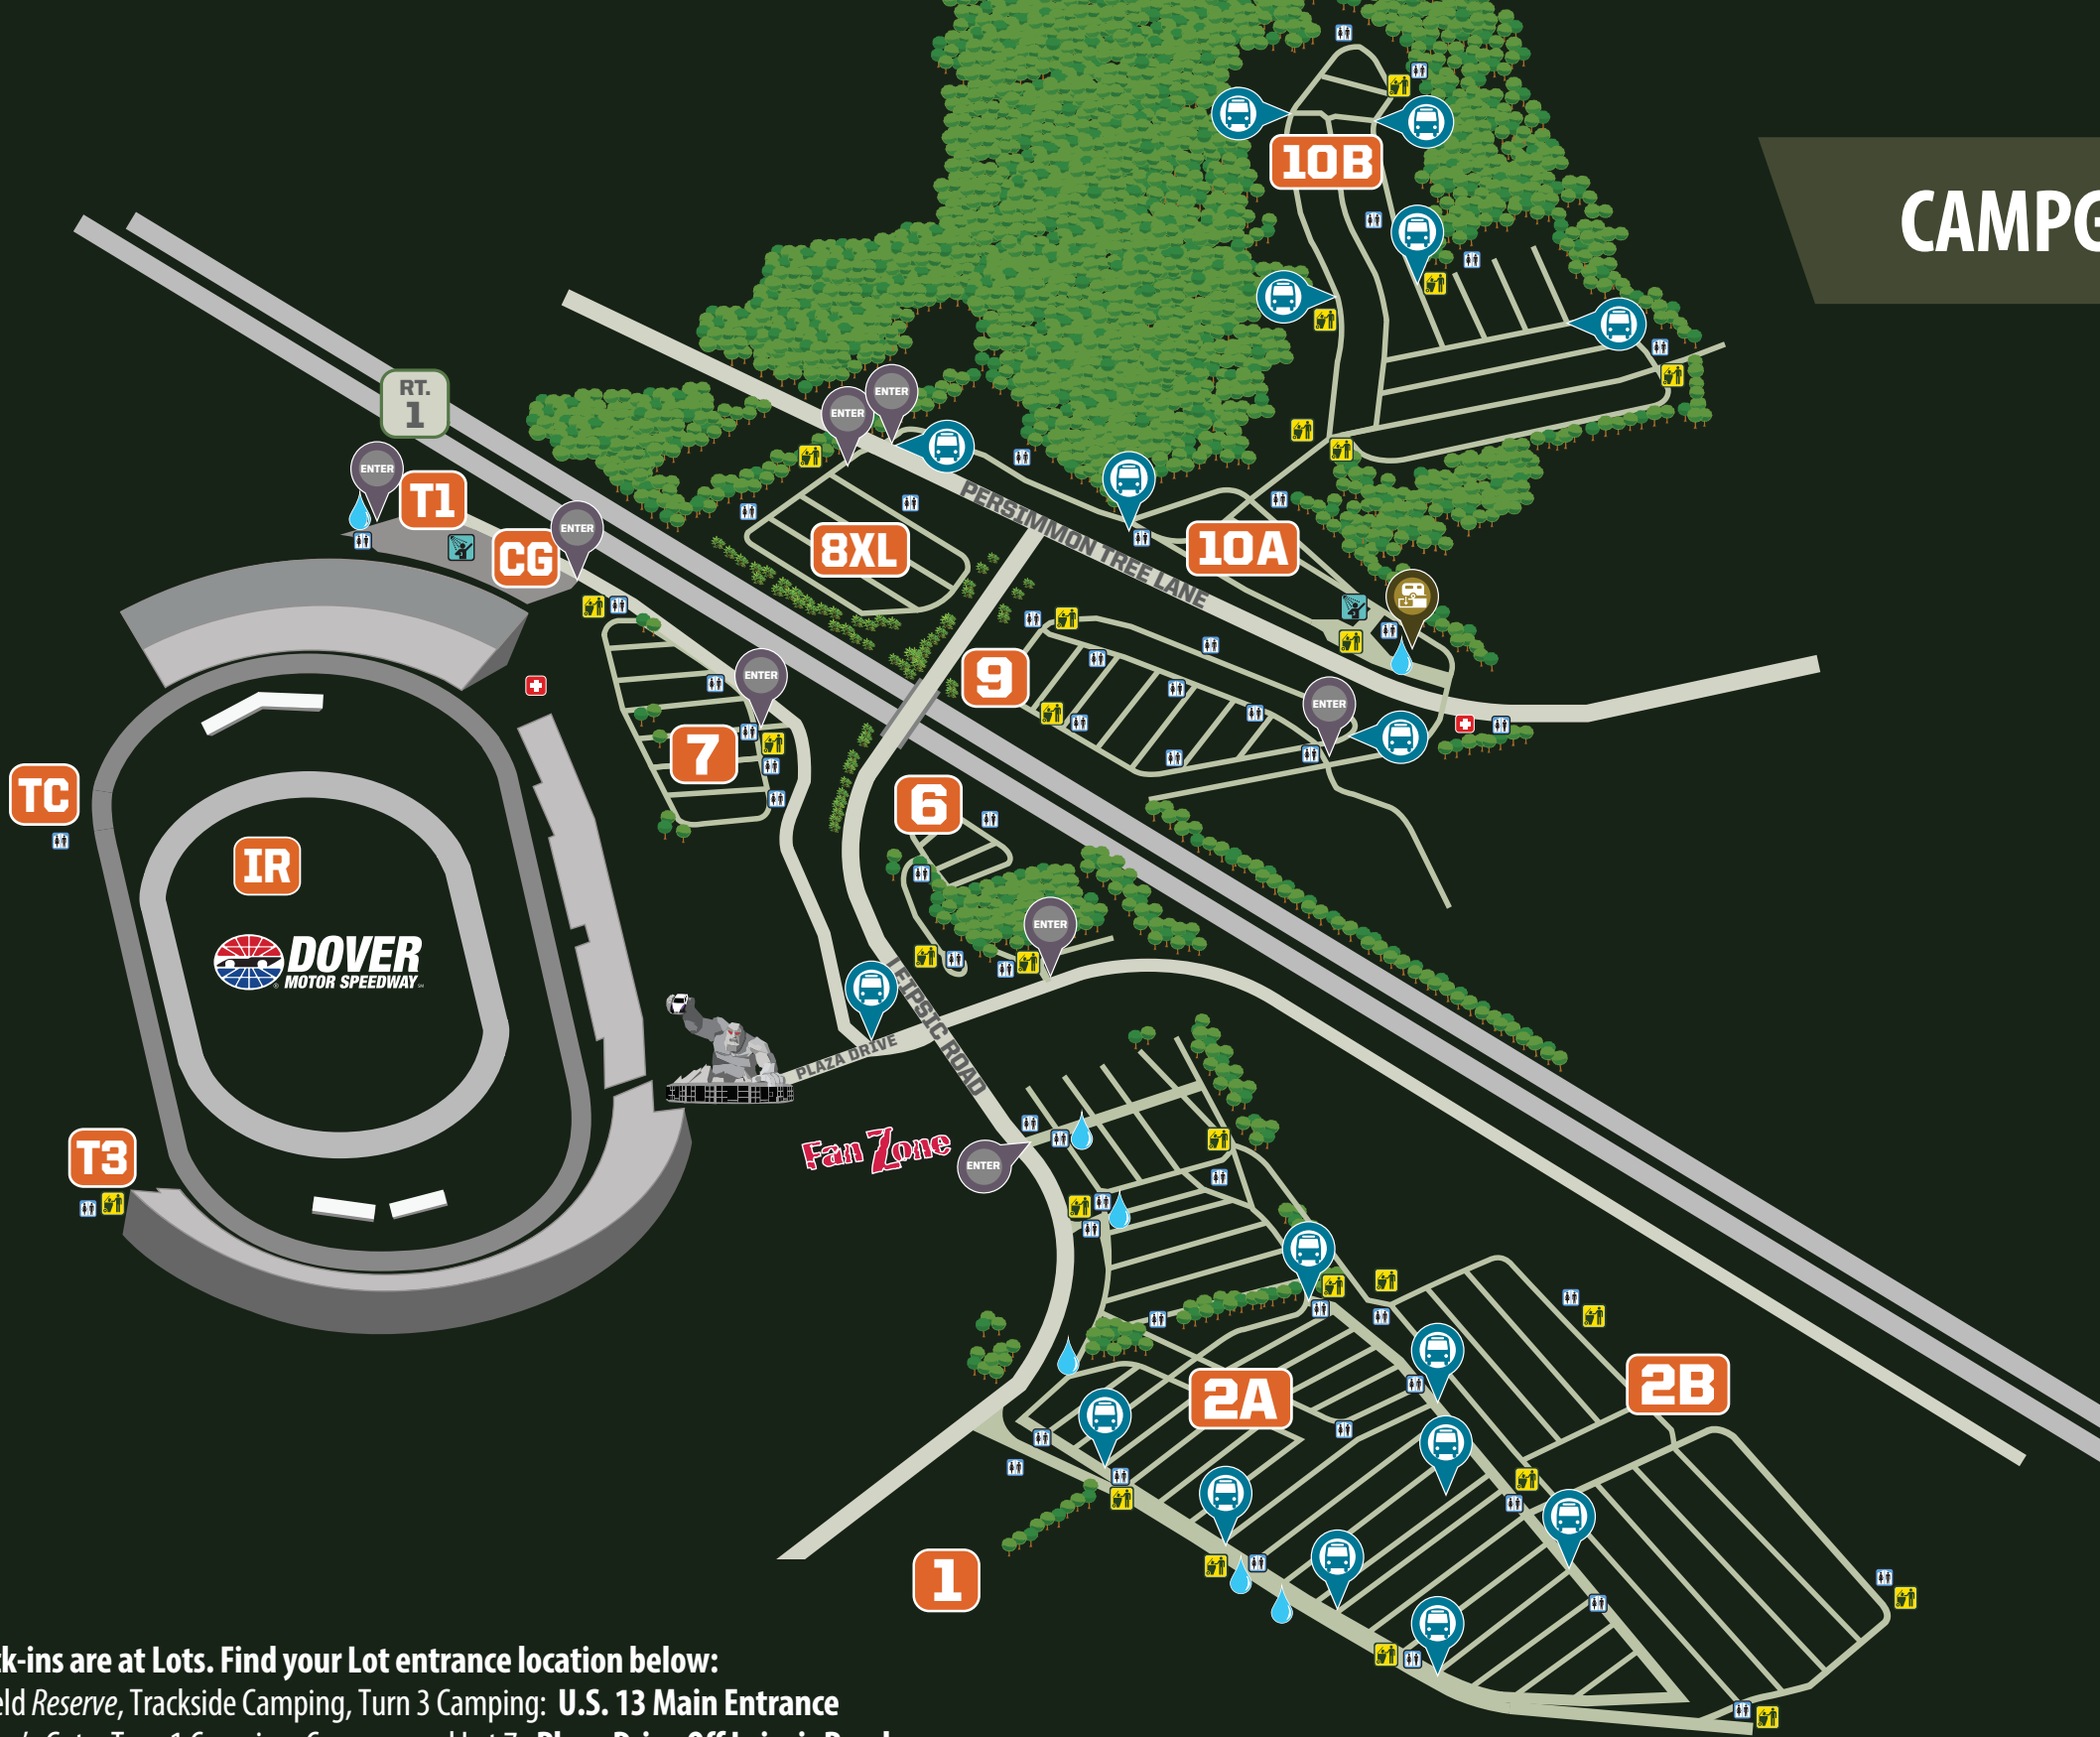 10B
CAMPG
RT.
1
ENTER
ENTER
ENTER
T1
ENTER
CG
PERSIMMON TREE LANE
8XL
10A
ENTER
9
ENTER
7
TC
6
IR
ENTER
DOVER
MOTOR SPEEDWAY
LEIPSIC ROAD
PLAZA DRIVE
Fan Zone
ENTER
T3
2A
2B
1
k-ins are at Lots. Find your Lot entrance location below:
eld Reserve, Trackside Camping, Turn 3 Camping: U.S. 13 Main Entrance